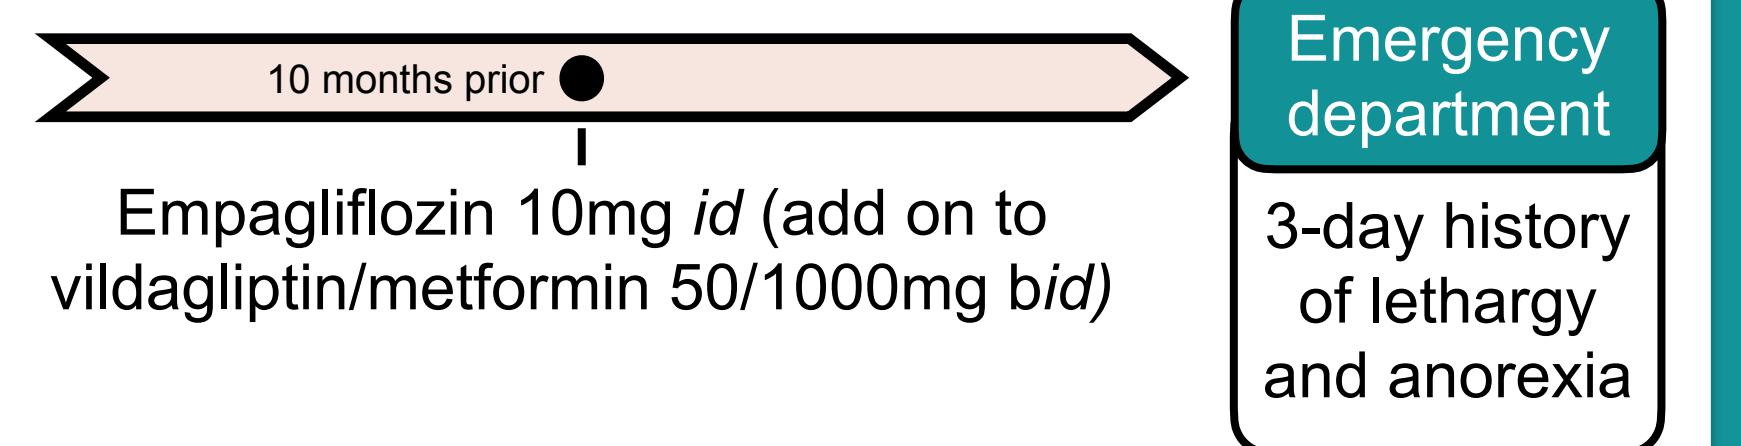 10 months prior
Empagliflozin 10mg id (add on to
vildagliptin/metformin 50/1000mg bid)
Emergency
department
3-day history
of lethargy
and anorexia